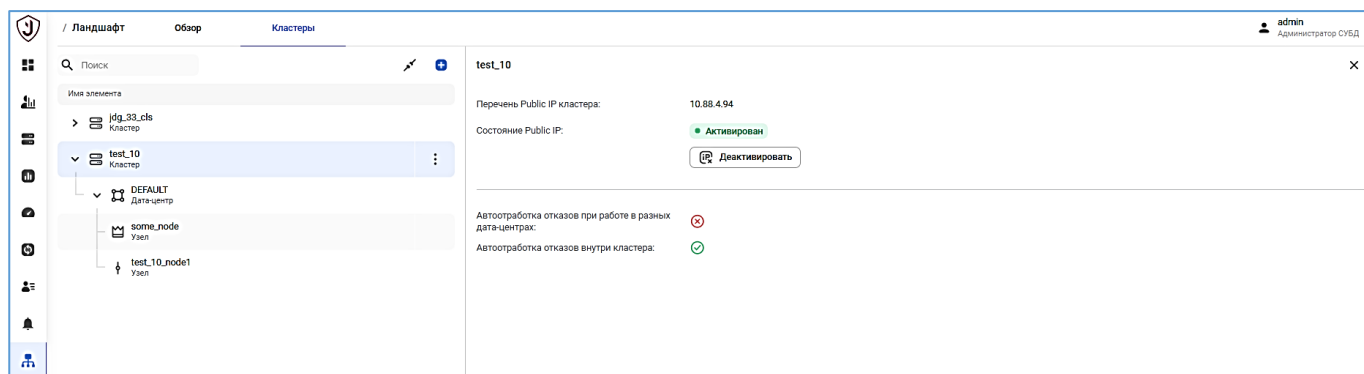 / Ландшафт Обзор Кластеры
admin
Администратор СУБД
Поиск
Имя элемента
jdg_33_cls
Кластер
test_10
Кластер
DEFAULT
Дата-центр
some_node
Узел
test_10_node1
Узел
test_10
Перечень Public IP кластера: 10.88.4.94
Состояние Public IP: Активирован
IP Деактивировать
Автоотработка отказов при работе в разных
дата-центрах:
Автоотработка отказов внутри кластера: